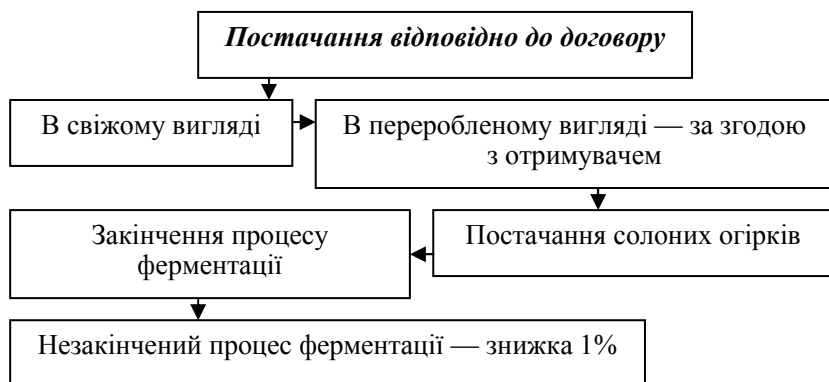 Постачання відповідно до договору
В свіжому вигляді
В переробленому вигляді — за згодою
з отримувачем
Постачання солоних огірків
Закінчення процесу
ферментації
Незакінчений процес ферментації — знижка 1%